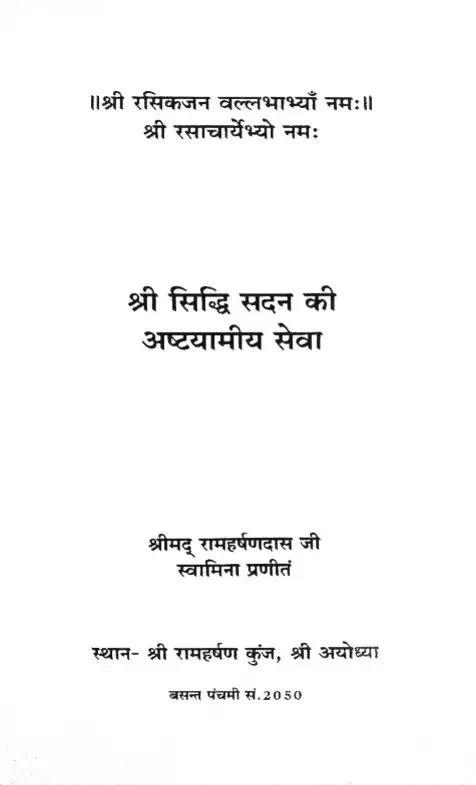 ॥श्री रसिकजन वल्लभाभ्याँ नमः॥
श्री रसाचार्येभ्यो नमः
श्री सिद्धि सदन की
अष्टयामीय सेवा
श्रीमद् रामहर्षणदास जी
स्वामिना प्रणीतं
स्थान- श्री रामहर्षण कुंज, श्री अयोध्या
बसन्त पंचमी सं.2050